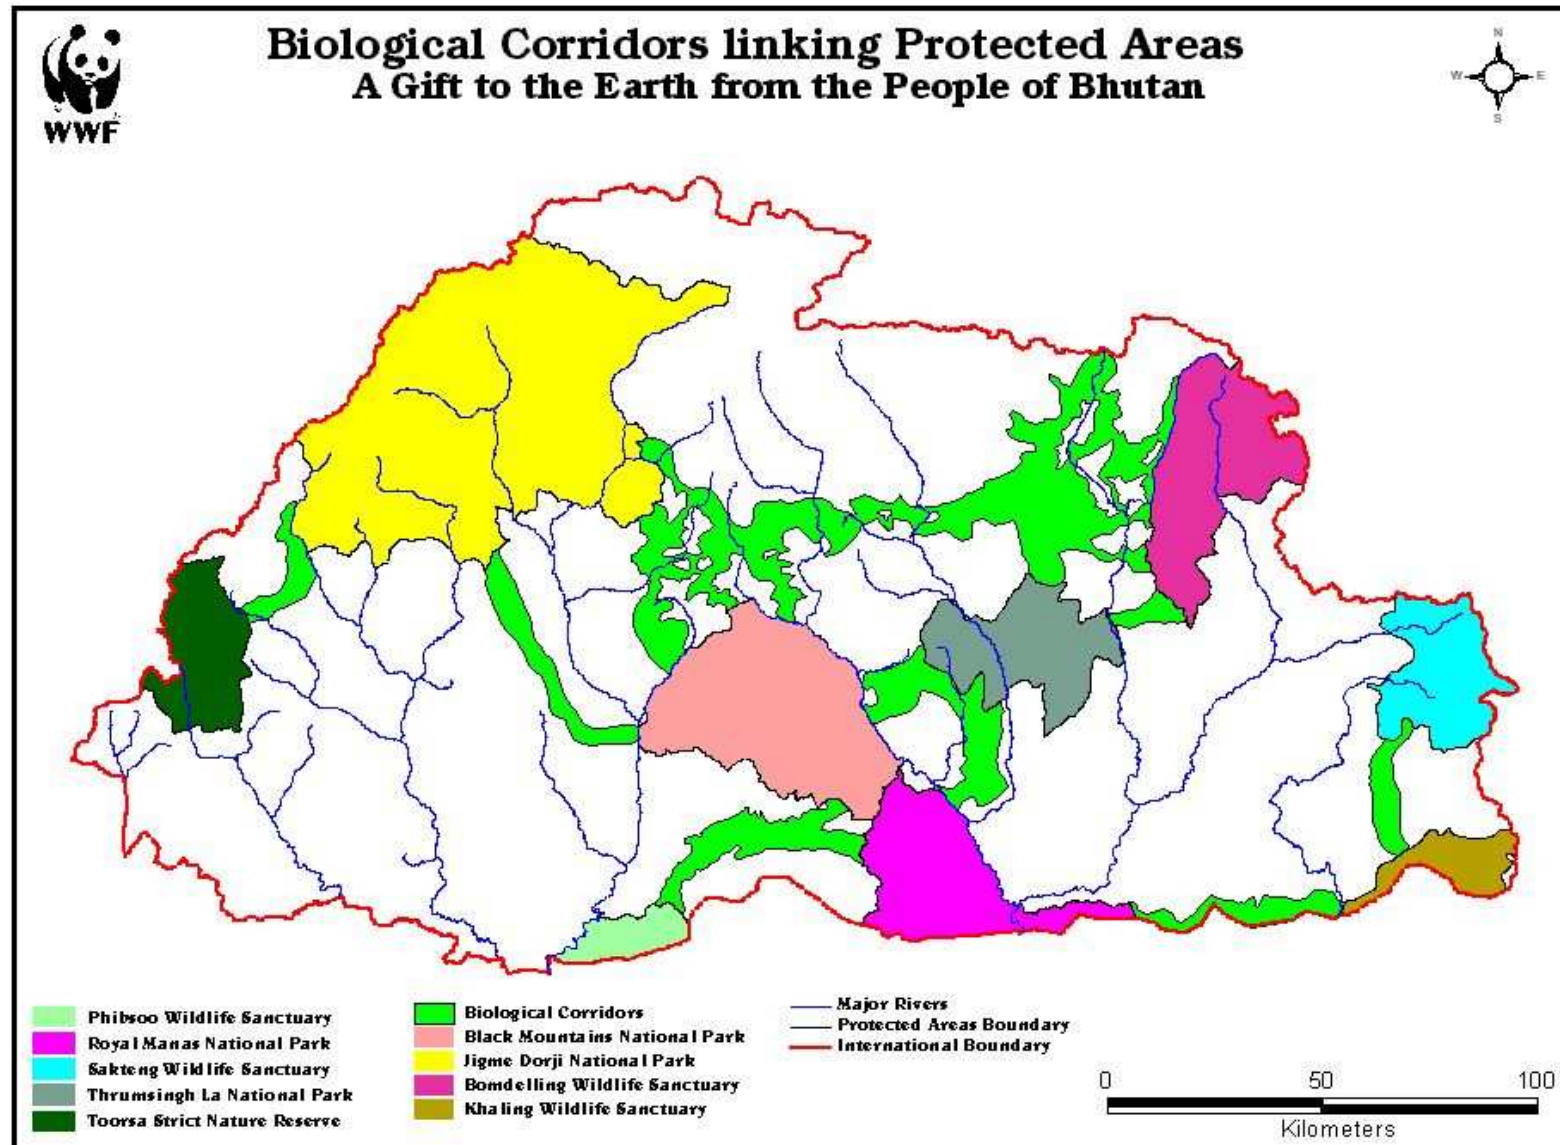 Biological Corridors linking Protected Areas
A Gift to the Earth from the People of Bhutan
WWF
N
W
E
S
Phibsoo Wildlife Sanctuary
Royal Manas National Park
Sakteng Wildlife Sanctuary
Thrumsingh La National Park
Toorsa Strict Nature Reserve
Biological Corridors
Black Mountains National Park
Jigme Dorji National Park
Bomdelling Wildlife Sanctuary
Khaling Wildlife Sanctuary
Major Rivers
Protected Areas Boundary
International Boundary
0 50 100
Kilometers